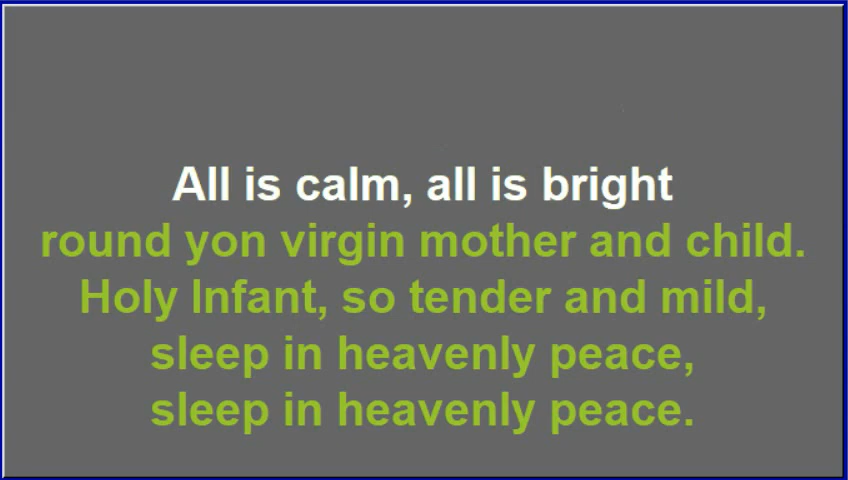 All is calm, all is bright
round yon virgin mother and child.
Holy Infant, so tender and mild,
sleep in heavenly peace,
sleep in heavenly peace.